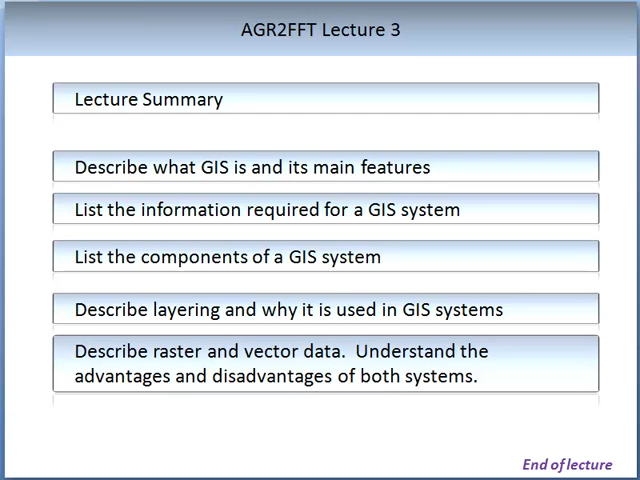 AGR2FFT Lecture 3
Lecture Summary
Describe what GIS is and its main features
List the information required for a GIS system
List the components of a GIS system
Describe layering and why it is used in GIS systems
Describe raster and vector data.  Understand the
advantages and disadvantages of both systems.
End of lecture